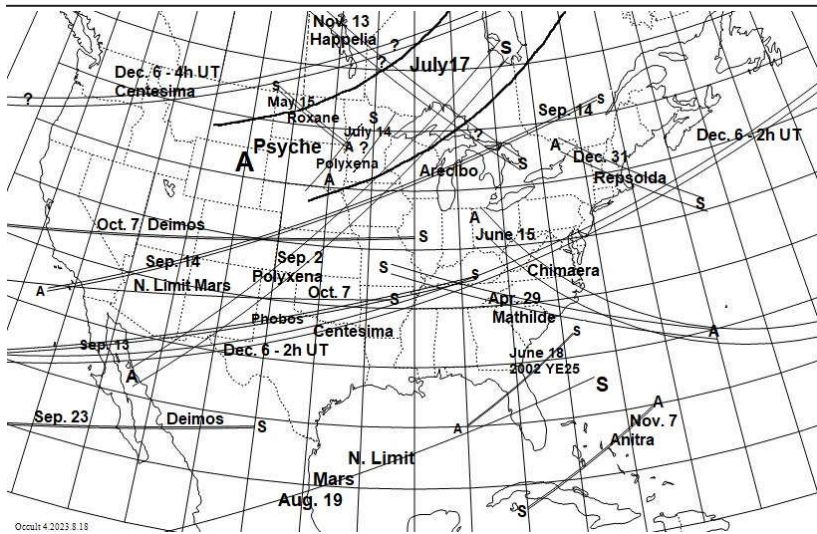 Nov. 13
Happelia
?
S
?
July17
Dec. 6 - 4h UT
Centesima
?
S
May 15
Roxane
S
July 14
A ?
Polyxena
A
?
Psyche
A
Arecibo
S
Sep. 14
S
A
Dec. 31
Repsolda
S
Dec. 6 - 2h UT
Oct. 7 Deimos
S
A
June 15
Sep. 14
A
Sep. 2
Polyxena
S
S
Chimaera
N. Limit Mars
Oct. 7
S
Apr. 29
Mathilde
A
Phobos
Centesima
Sep. 13
Dec. 6 - 2h UT
S
June 18
2002 YE25
A
S
A
Sep. 23
Deimos
S
A
Nov. 7
Anitra
N. Limit
Mars
Aug. 19
S
Occult 4.2023.8.18